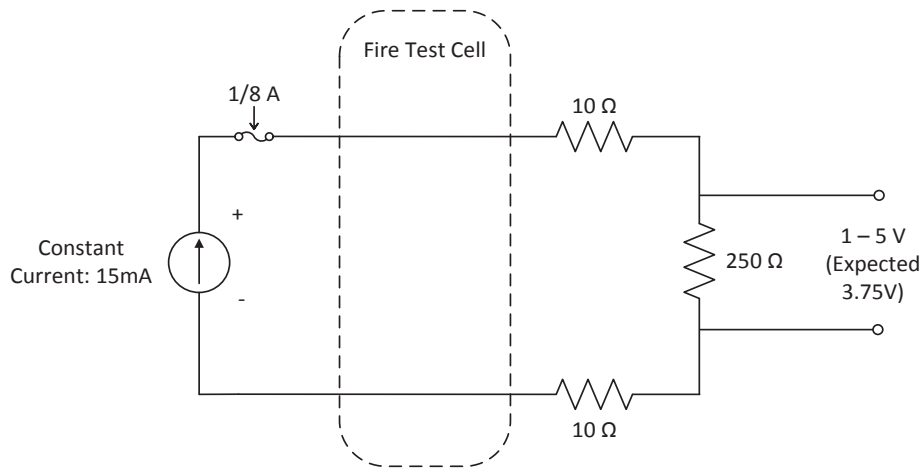 Fire Test Cell
1/8 A
10 Ω
+
Constant
Current: 15mA
-
250 Ω
1 – 5 V
(Expected
3.75V)
10 Ω